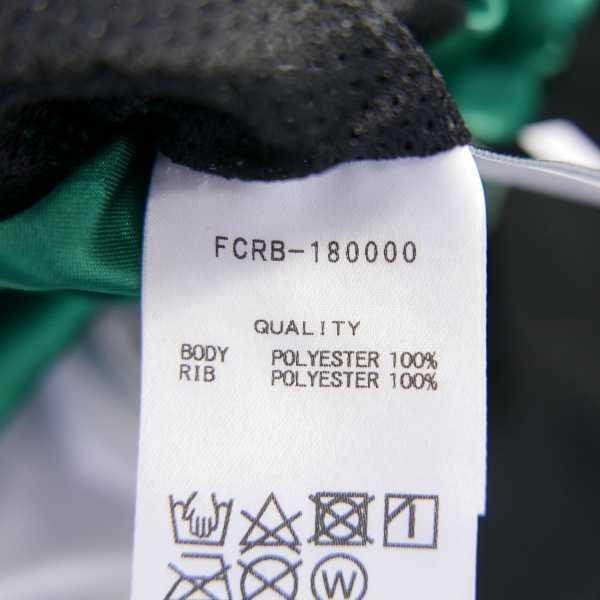 FCRB-180000
QUALITY
BODY POLYESTER 100%
RIB POLYESTER 100%
W